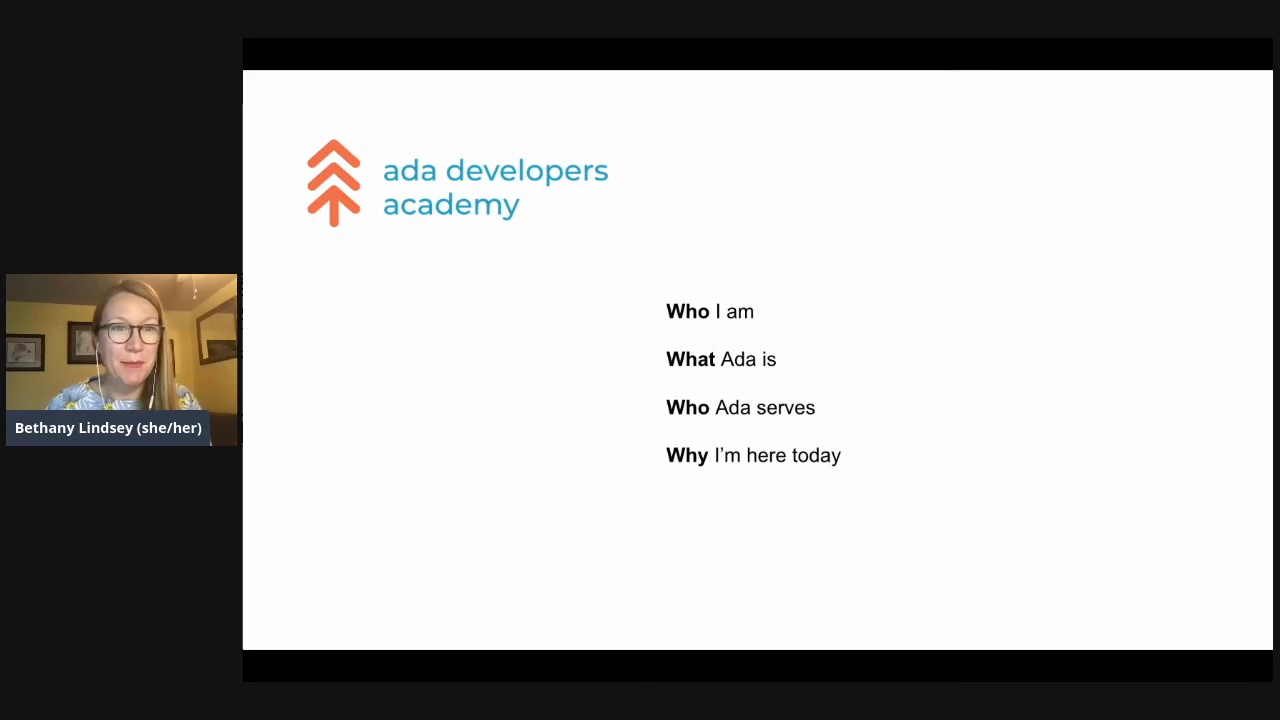 ada developers
academy
Who I am
What Ada is
Who Ada serves
Why I'm here today
Bethany Lindsey (she/her)